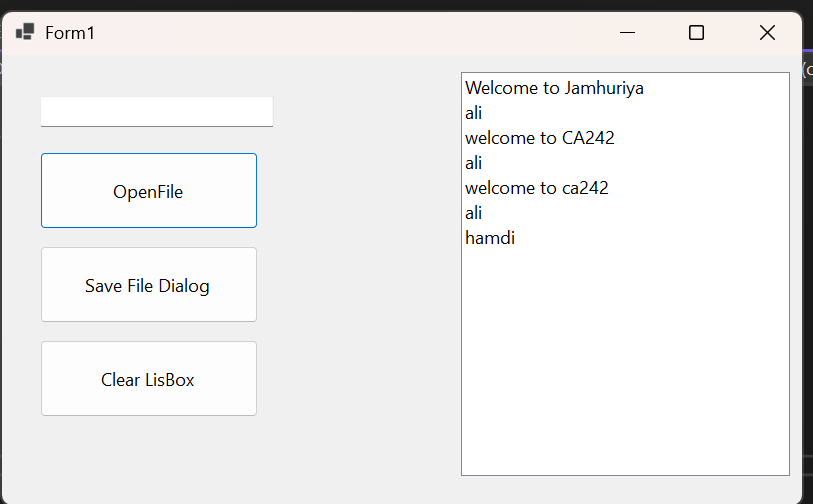 Form1
OpenFile
Save File Dialog
Clear LisBox
Welcome to Jamhuriya
ali
welcome to CA242
ali
welcome to ca242
ali
hamdi